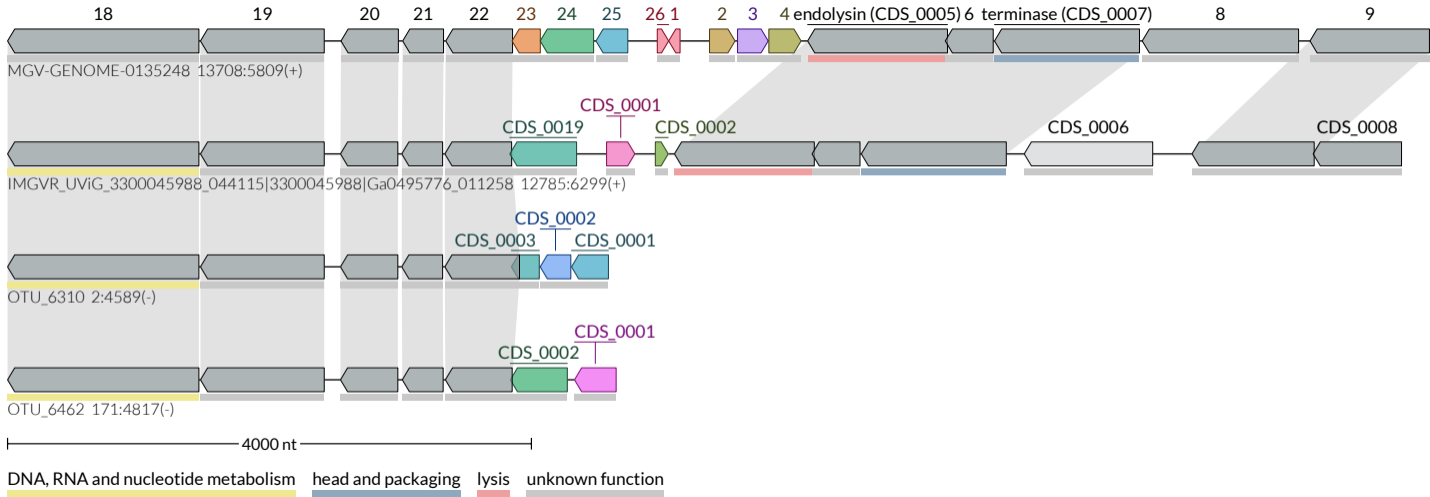 18 19 20 21 22 23 24 25 26 1 2 3 4 endolysin (CDS_0005) 6 terminase (CDS_0007) 8 9
MGV-GENOME-0135248 13708:5809(+)
CDS_0001
CDS_0019 CDS_0002 CDS_0006 CDS_0008
IMGVR_UViG_3300045988_044115|3300045988|Ga0495776_011258 12785:6299(+)
CDS_0002
CDS_0003 CDS_0001
OTU_6310 2:4589(-)
CDS_0001
CDS_0002
OTU_6462 171:4817(-)
4000 nt
DNA, RNA and nucleotide metabolism head and packaging lysis unknown function